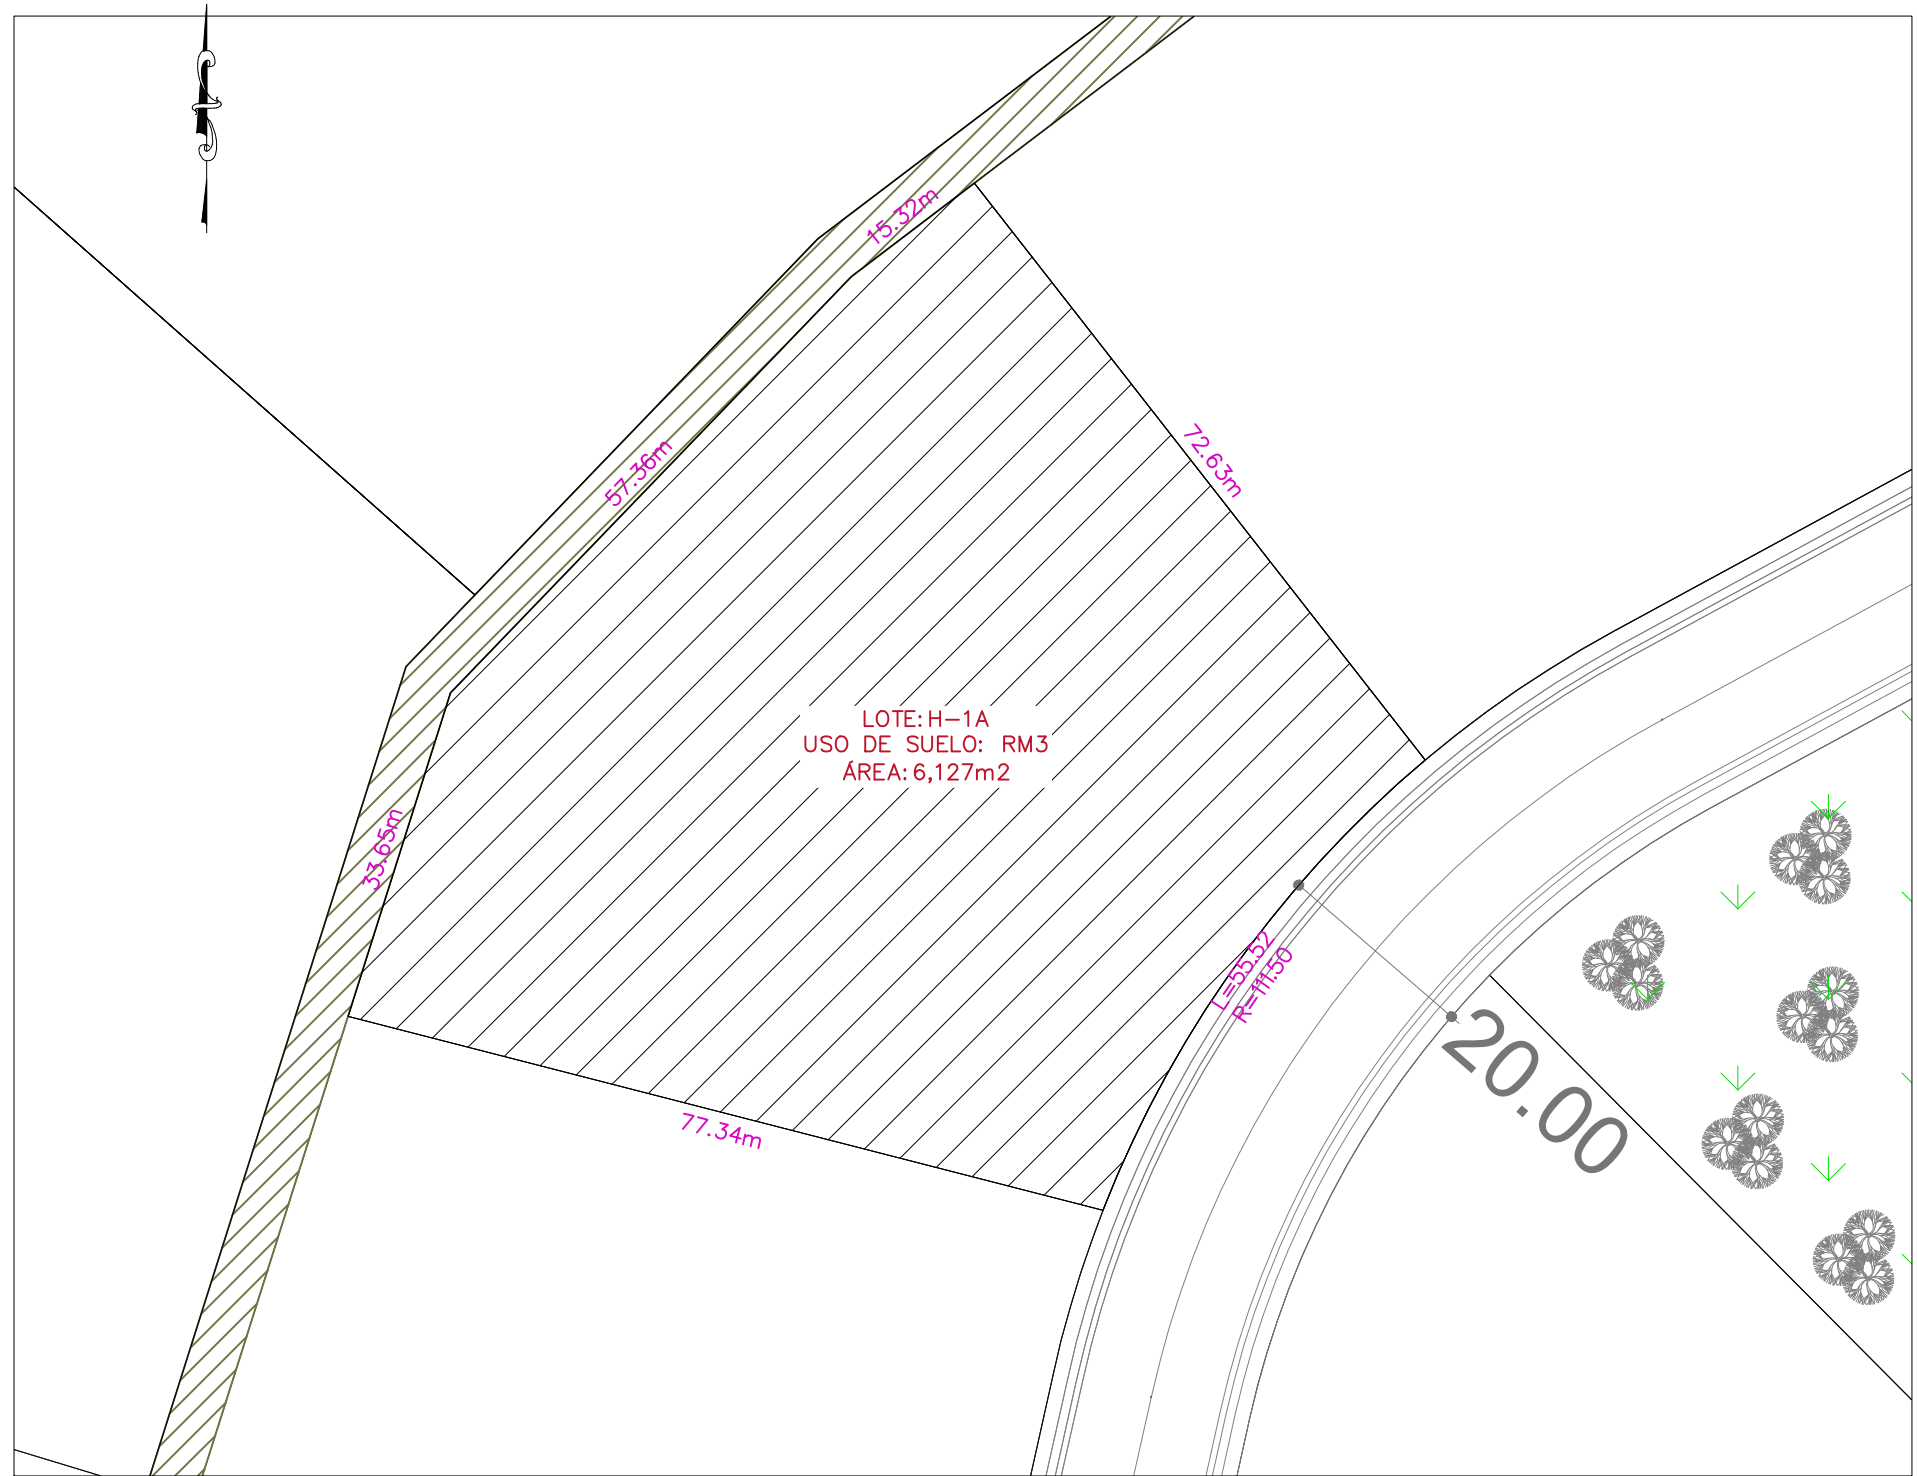 15.32m
57.36m
72.63m
LOTE: H-1A
USO DE SUELO: RM3
ÁREA: 6,127m2
33.65m
L=55.52
R=111.50
20.00
77.34m